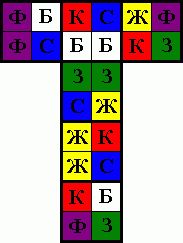 Ф Б К С Ж Ф
Ф С Б Б К З
З З
С Ж
Ж К
Ж С
К Б
Ф З